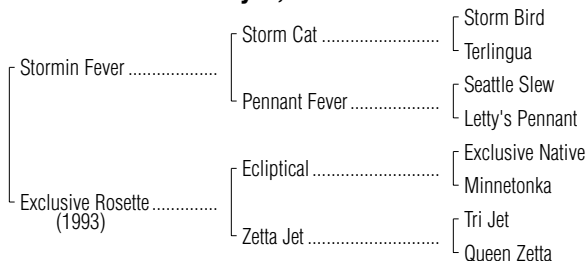 Storm Bird
Storm Cat ........................
Terlingua
Stormin Fever ..................
Seattle Slew
Pennant Fever ..................
Letty's Pennant
Exclusive Native
Ecliptical ..........................
Minnetonka
Exclusive Rosette.............
(1993)
Tri Jet
Zetta Jet ...........................
Queen Zetta